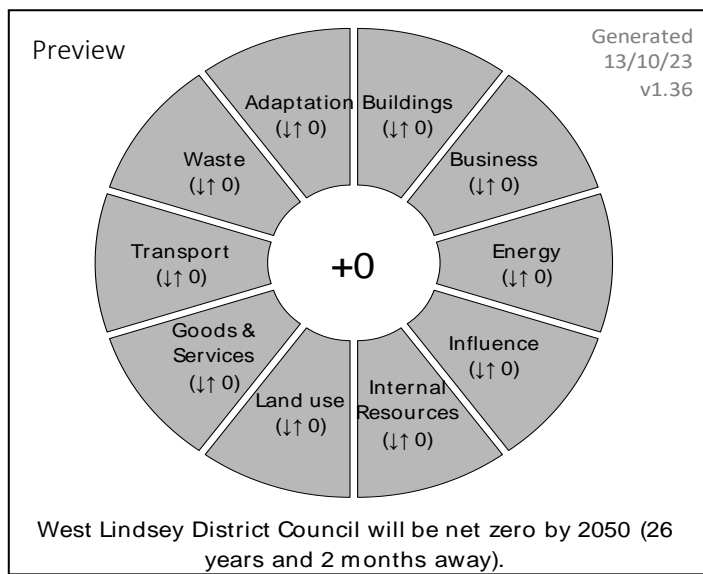 Preview
Generated
13/10/23
v1.36
Adaptation
(↓↑ 0)
Buildings
(↓↑ 0)
Waste
(↓↑ 0)
Business
(↓↑ 0)
Transport
(↓↑ 0)
+0
Energy
(↓↑ 0)
Goods &
Services
(↓↑ 0)
Influence
(↓↑ 0)
Land use
(↓↑ 0)
Internal
Resources
(↓↑ 0)
West Lindsey District Council will be net zero by 2050 (26
years and 2 months away).